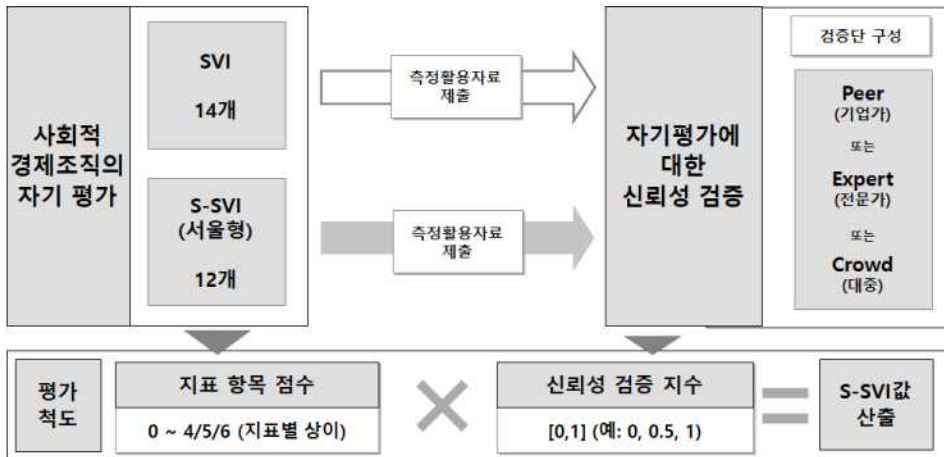 사회적
경제조직의
자기 평가
SVI
14개
S-SVI
(서울형)
12개
측정활용자료
제출
측정활용자료
제출
자기평가에
대한
신뢰성 검증
검증단 구성
Peer
(기업가)
또는
Expert
(전문가)
또는
Crowd
(대중)
평가
척도
지표 항목 점수
0 ~ 4/5/6 (지표별 상이)
신뢰성 검증 지수
[0,1] (예: 0, 0.5, 1)
S-SVI값
산출